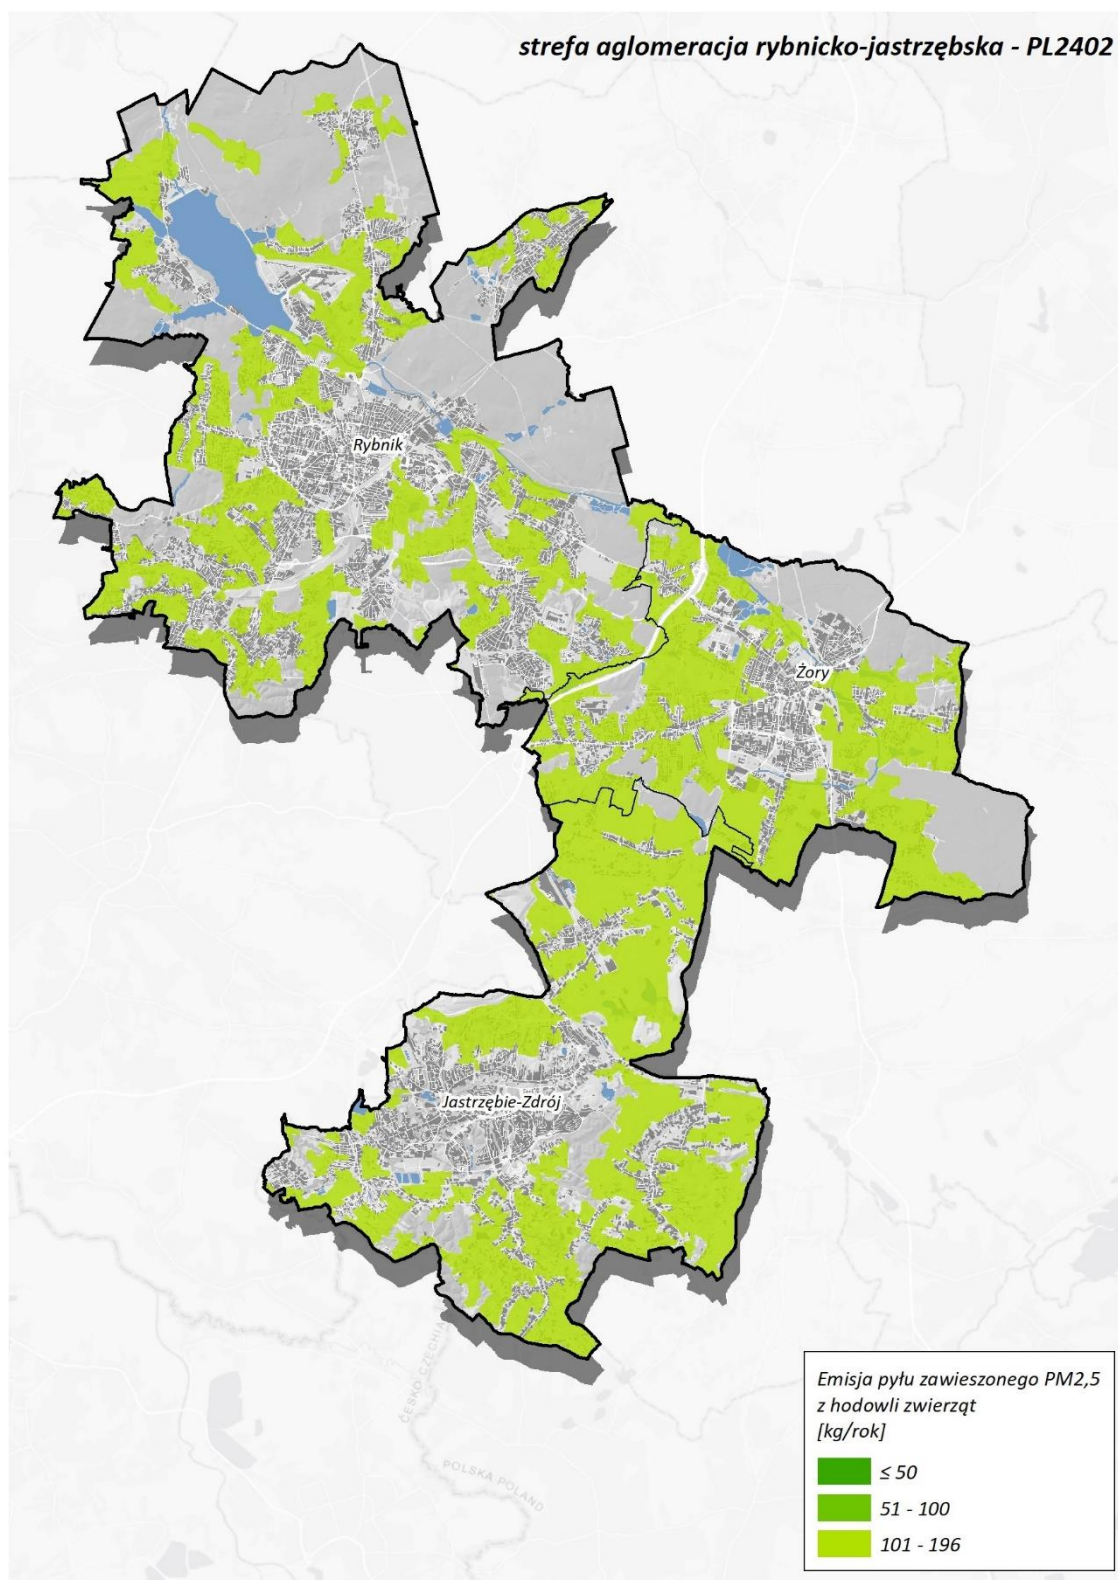 strefa aglomeracja rybnicko-jastrzębska - PL2402
Rybnik
Żory
Jastrzębie-Zdrój
ČESKO CZECHIA
POLSKA POLAND
Emisja pyłu zawieszonego PM2,5
z hodowli zwierząt
[kg/rok]
≤ 50
51 - 100
101 - 196